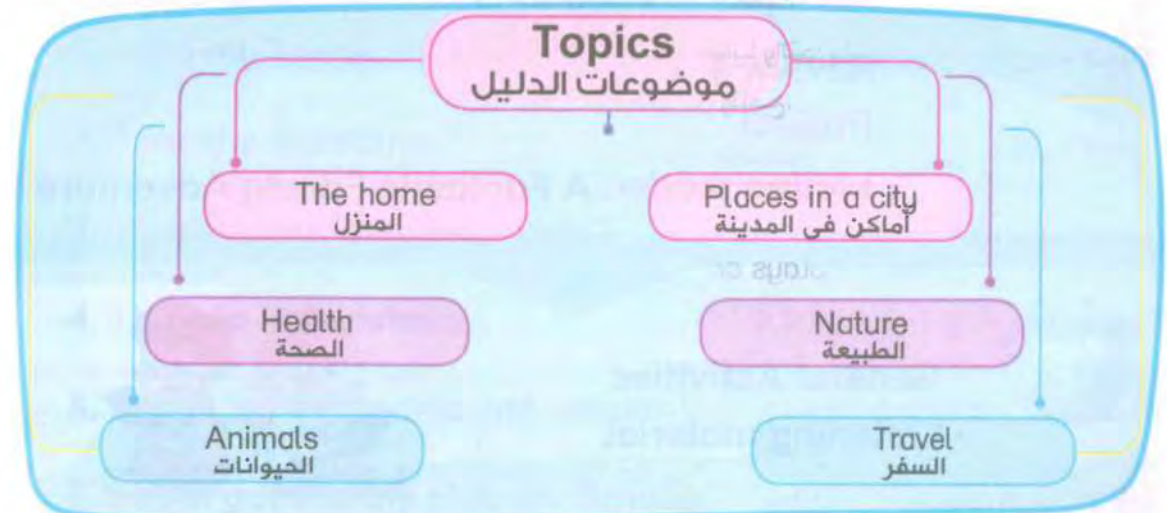 Topics
موضوعات الدليل
The home
المنزل
Places in a city
أماكن فى المدينة
Health
الصحة
Nature
الطبيعة
Animals
الحيوانات
Travel
السفر